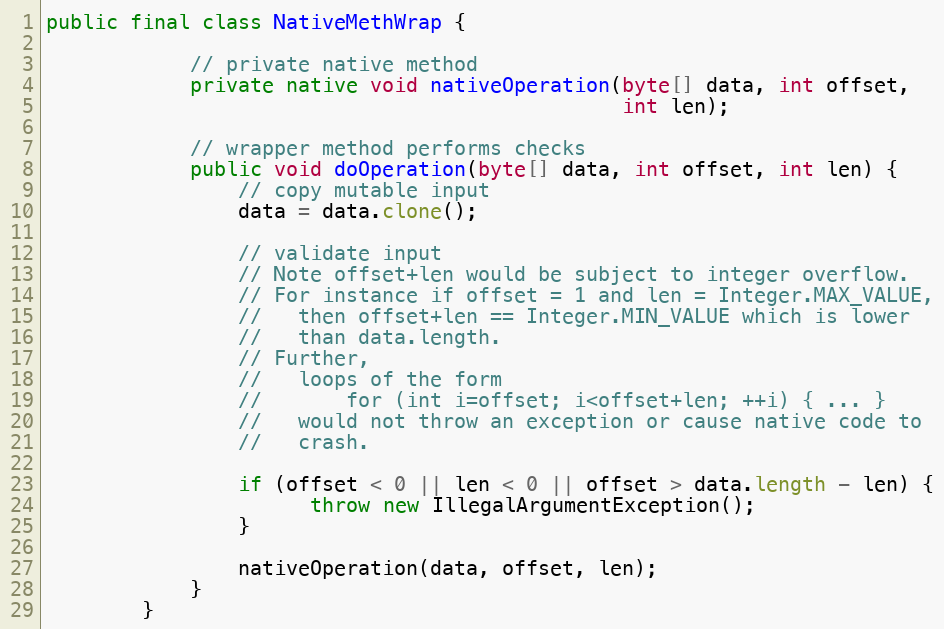 1 public final class NativeMethWrap {
2
3             // private native method
4             private native void nativeOperation(byte[] data, int offset,
5                                                 int len);
6
7             // wrapper method performs checks
8             public void doOperation(byte[] data, int offset, int len) {
9                 // copy mutable input
10                 data = data.clone();
11
12                 // validate input
13                 // Note offset+len would be subject to integer overflow.
14                 // For instance if offset = 1 and len = Integer.MAX_VALUE,
15                 //   then offset+len == Integer.MIN_VALUE which is lower
16                 //   than data.length.
17                 // Further,
18                 //   loops of the form
19                 //       for (int i=offset; i<offset+len; ++i) { ... }
20                 //   would not throw an exception or cause native code to
21                 //   crash.
22
23                 if (offset < 0 || len < 0 || offset > data.length - len) {
24                       throw new IllegalArgumentException();
25                 }
26
27                 nativeOperation(data, offset, len);
28             }
29         }